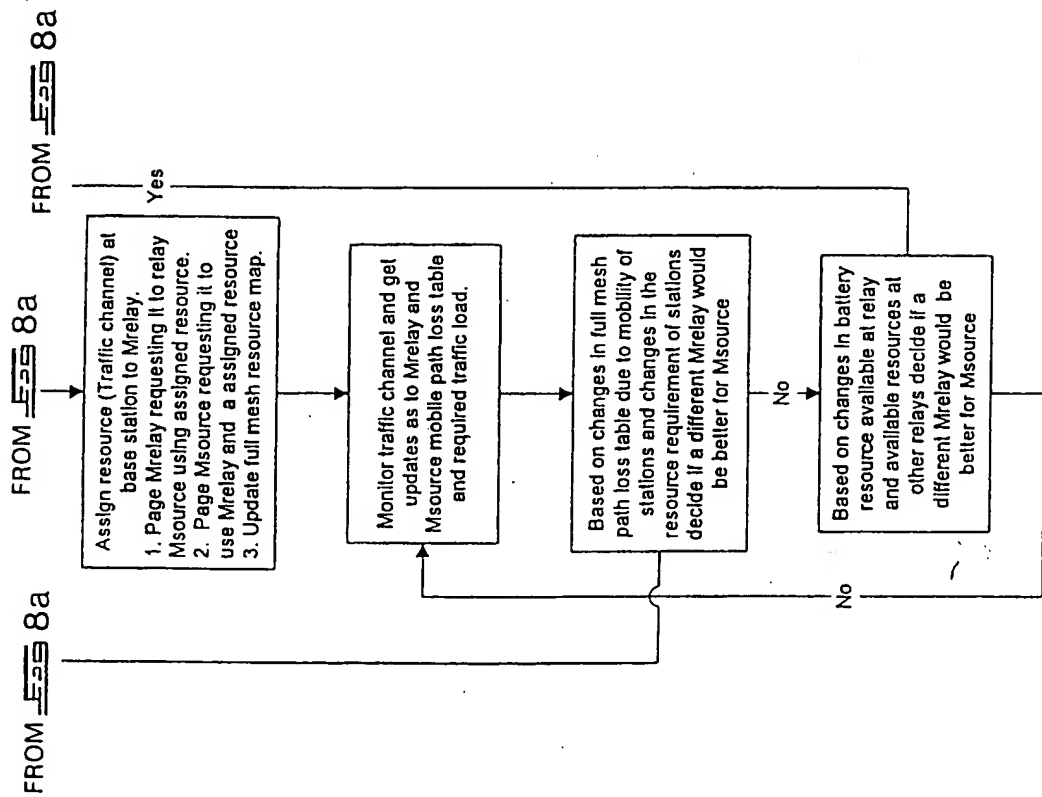 FROM Fig 8a
FROM Fig 8a
FROM Fig 8a
Assign resource (Traffic channel) at
base station to Mrelay.
1. Page Mrelay requesting it to relay
Msource using assigned resource.
2. Page Msource requesting it to
use Mrelay and a assigned resource
3. Update full mesh resource map.
Yes
Monitor traffic channel and get
updates as to Mrelay and
Msource mobile path loss table
and required traffic load.
Based on changes in full mesh
path loss table due to mobility of
stations and changes in the
resource requirement of stations
decide if a different Mrelay would
be better for Msource
No
Based on changes in battery
resource available at relay
and available resources at
other relays decide if a
different Mrelay would be
better for Msource
No